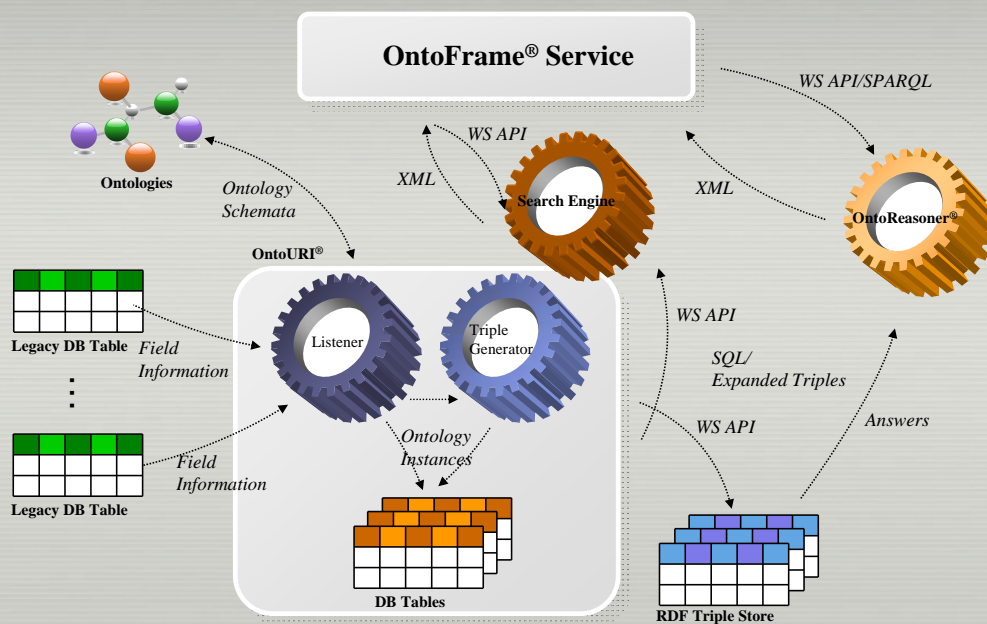 OntoFrame® Service
WS API/SPARQL
WS API
XML
XML
Search Engine
OntoReasoner®
Ontologies
Ontology
Schemata
OntoURI®
Legacy DB Table
Field
Information
Listener
Triple
Generator
WS API
SQL/
Expanded Triples
WS API
Answers
Ontology
Instances
Field
Information
Legacy DB Table
DB Tables
RDF Triple Store